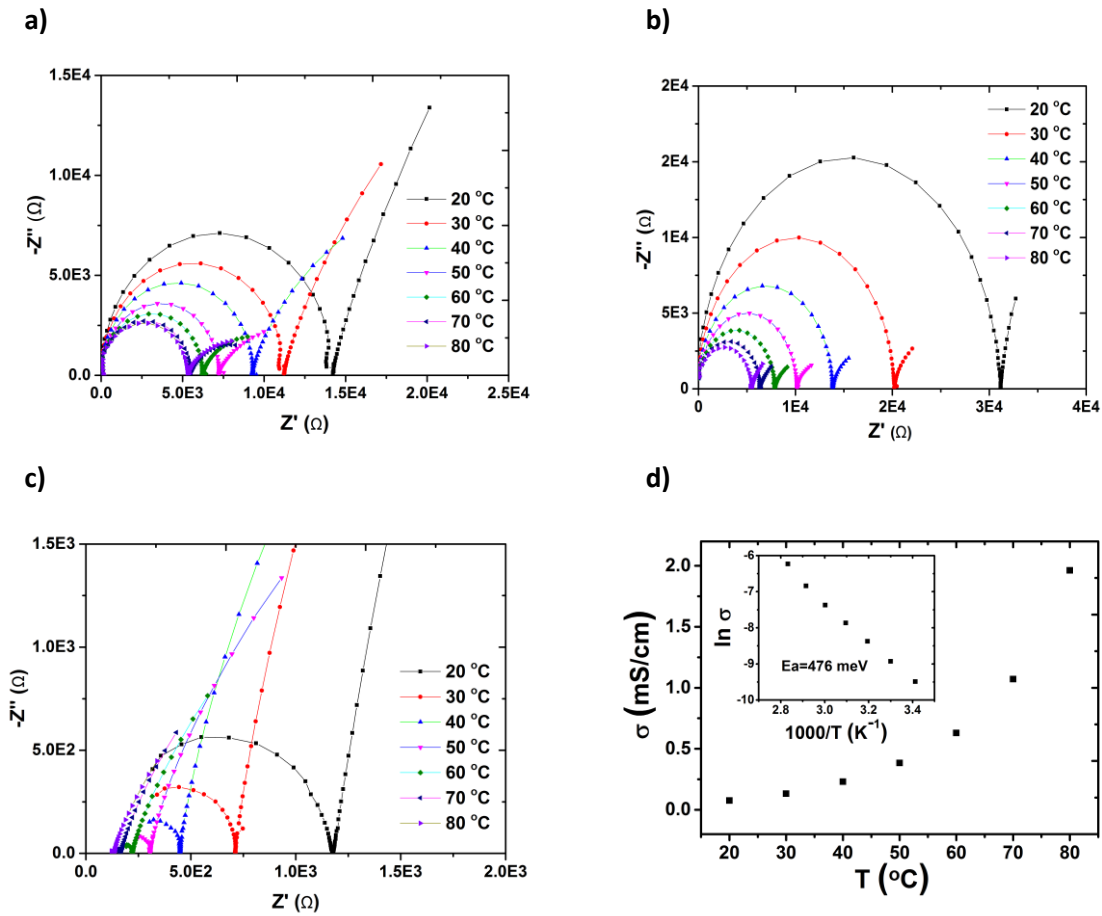 a)
1.5E4
1.0E4
5.0E3
0.0
-Z'' (Ω)
0.0
5.0E3
1.0E4
1.5E4
2.0E4
2.5E4
Z' (Ω)
20 °C
30 °C
40 °C
50 °C
60 °C
70 °C
80 °C
b)
2E4
2E4
1E4
5E3
0
-Z'' (Ω)
0
1E4
2E4
3E4
4E4
Z' (Ω)
20 °C
30 °C
40 °C
50 °C
60 °C
70 °C
80 °C
c)
1.5E3
1.0E3
5.0E2
0.0
-Z'' (Ω)
0.0
5.0E2
1.0E3
1.5E3
2.0E3
Z' (Ω)
20 °C
30 °C
40 °C
50 °C
60 °C
70 °C
80 °C
d)
2.0
1.5
1.0
0.5
0.0
σ (mS/cm)
20 30 40 50 60 70 80
T (°C)
-6
-7
-8
-9
-10
ln σ
Ea=476 meV
2.8 3.0 3.2 3.4
1000/T (K⁻¹)